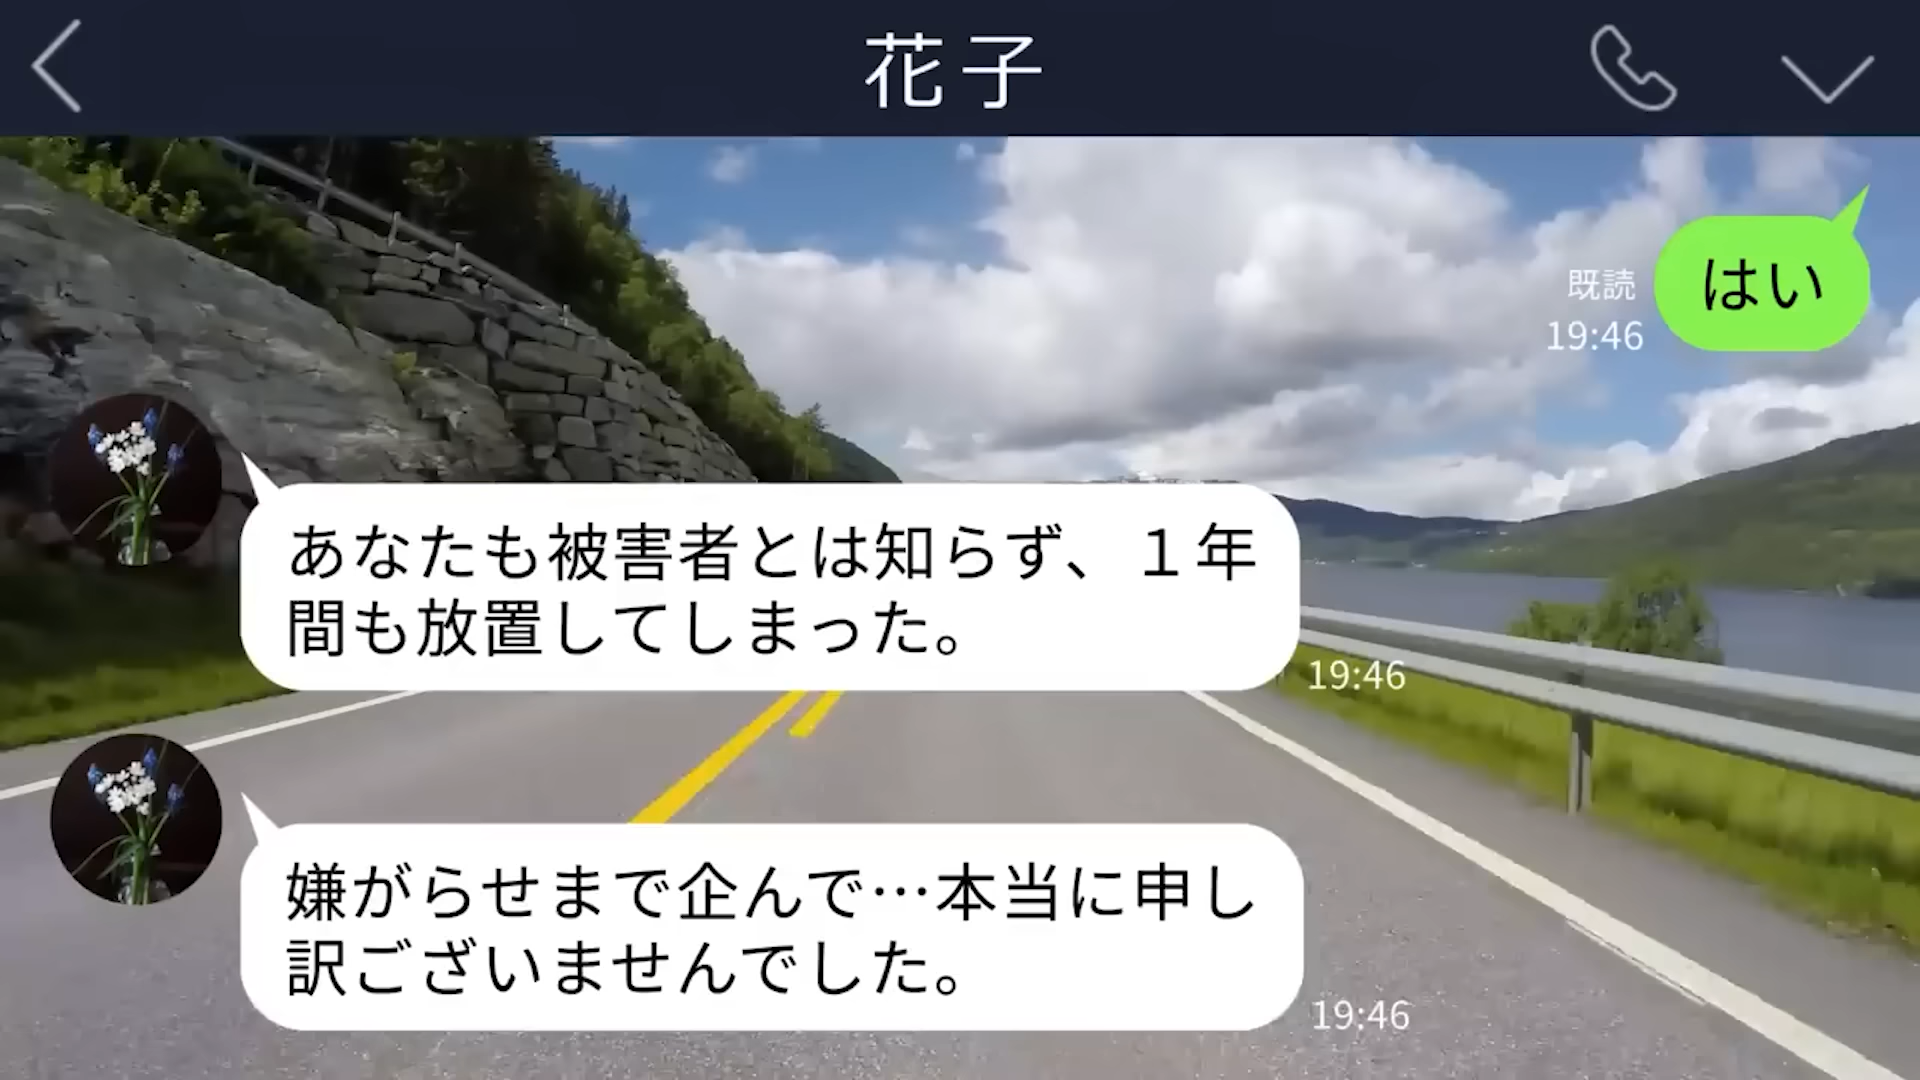 花子
はい
既読
19:46
あなたも被害者とは知らず、１年
間も放置してしまった。
19:46
嫌がらせまで企んで…本当に申し
訳ございませんでした。
19:46